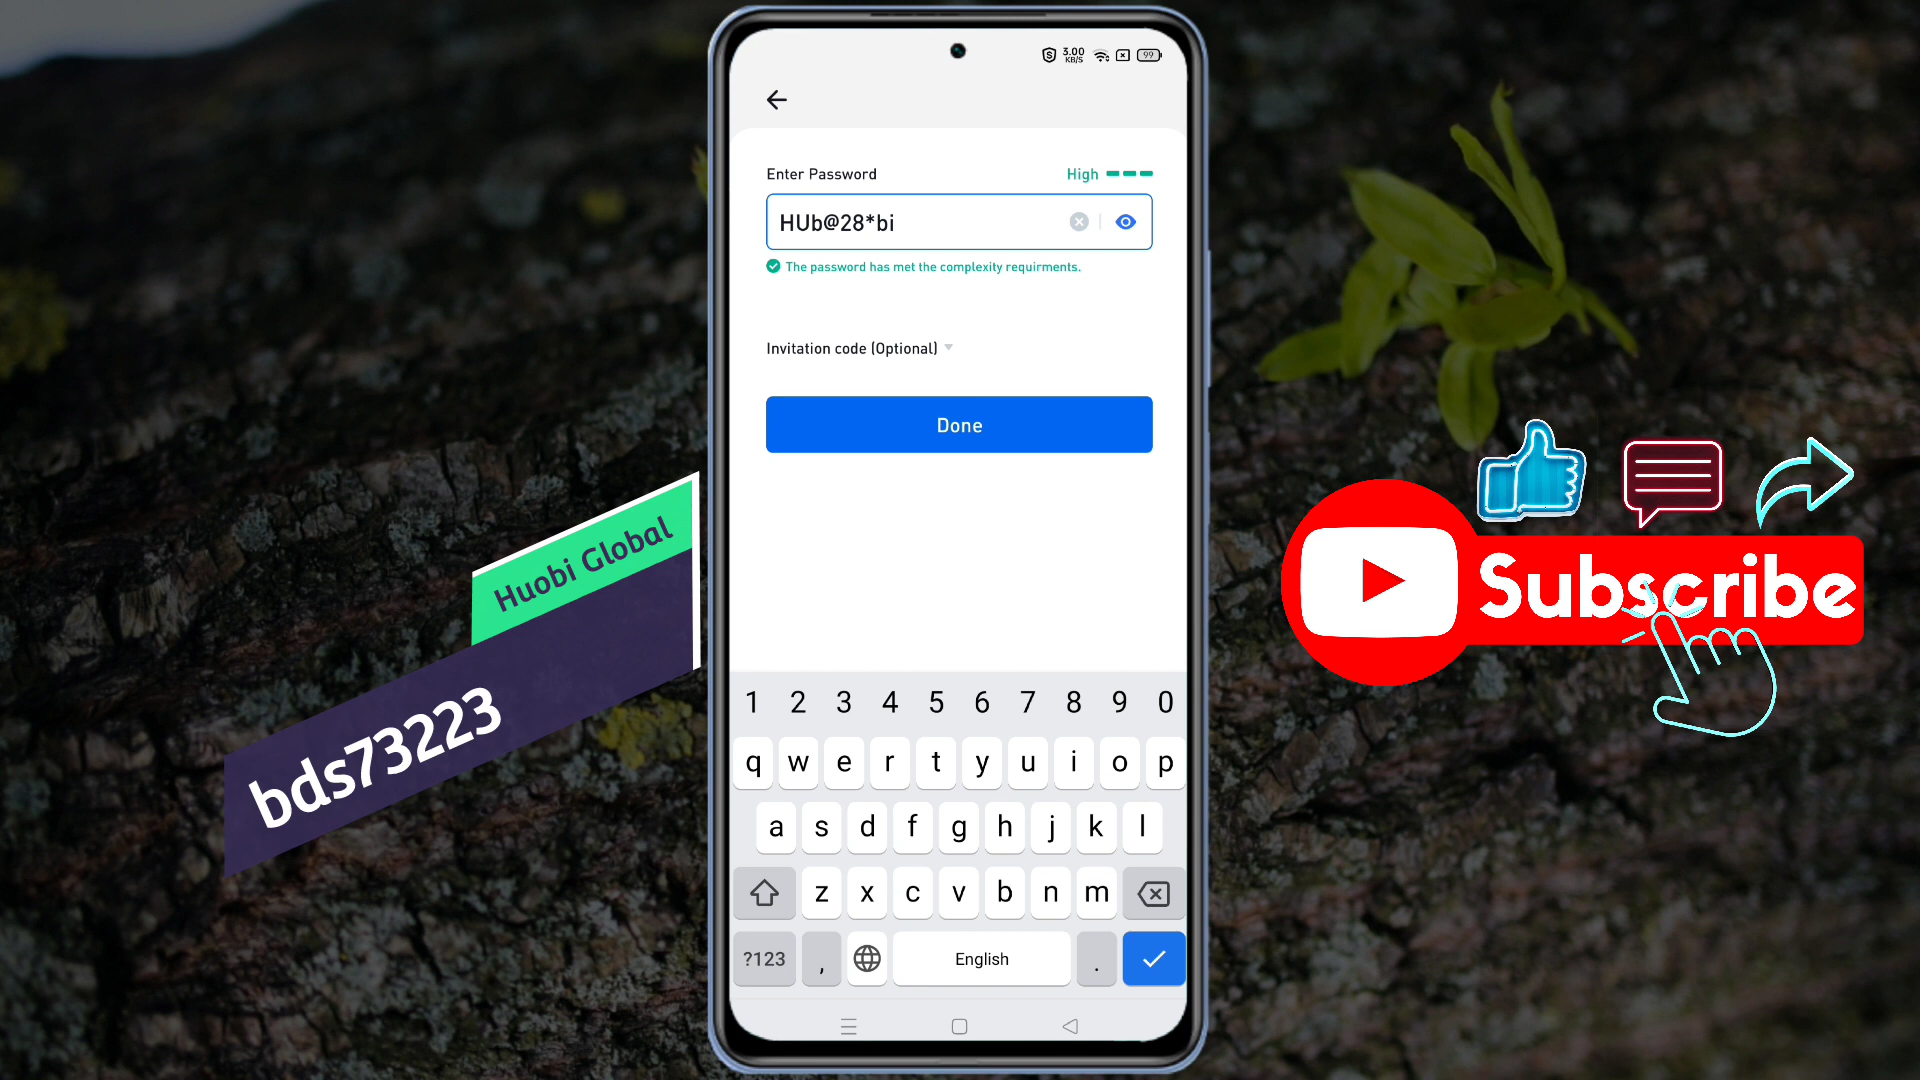 3.00
KB/S
99
Enter Password
High
HUb@28*bi
The password has met the complexity requirments.
Invitation code (Optional)
Done
Huobi Global
bds73223
Subscribe
1 2 3 4 5 6 7 8 9 0
q w e r t y u i o p
a s d f g h j k l
z x c v b n m
?123 , English .